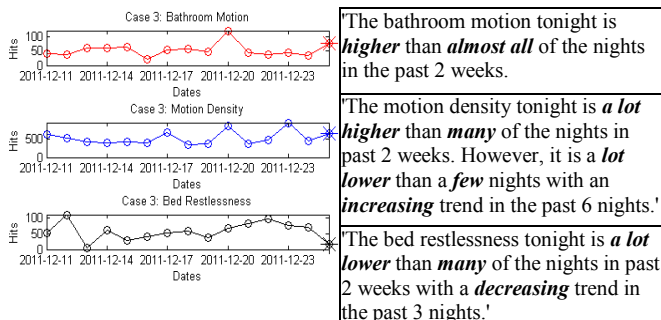 Case 3: Bathroom Motion
100
50
0
Hits
2011-12-11 2011-12-14 2011-12-17 2011-12-20 2011-12-23
Dates
'The bathroom motion tonight is
higher than almost all of the nights
in the past 2 weeks.
Case 3: Motion Density
500
0
Hits
2011-12-11 2011-12-14 2011-12-17 2011-12-20 2011-12-23
Dates
'The motion density tonight is a lot
higher than many of the nights in
past 2 weeks. However, it is a lot
lower than a few nights with an
increasing trend in the past 6 nights.'
Case 3: Bed Restlessness
100
50
0
Hits
2011-12-11 2011-12-14 2011-12-17 2011-12-20 2011-12-23
Dates
'The bed restlessness tonight is a lot
lower than many of the nights in past
2 weeks with a decreasing trend in
the past 3 nights.'